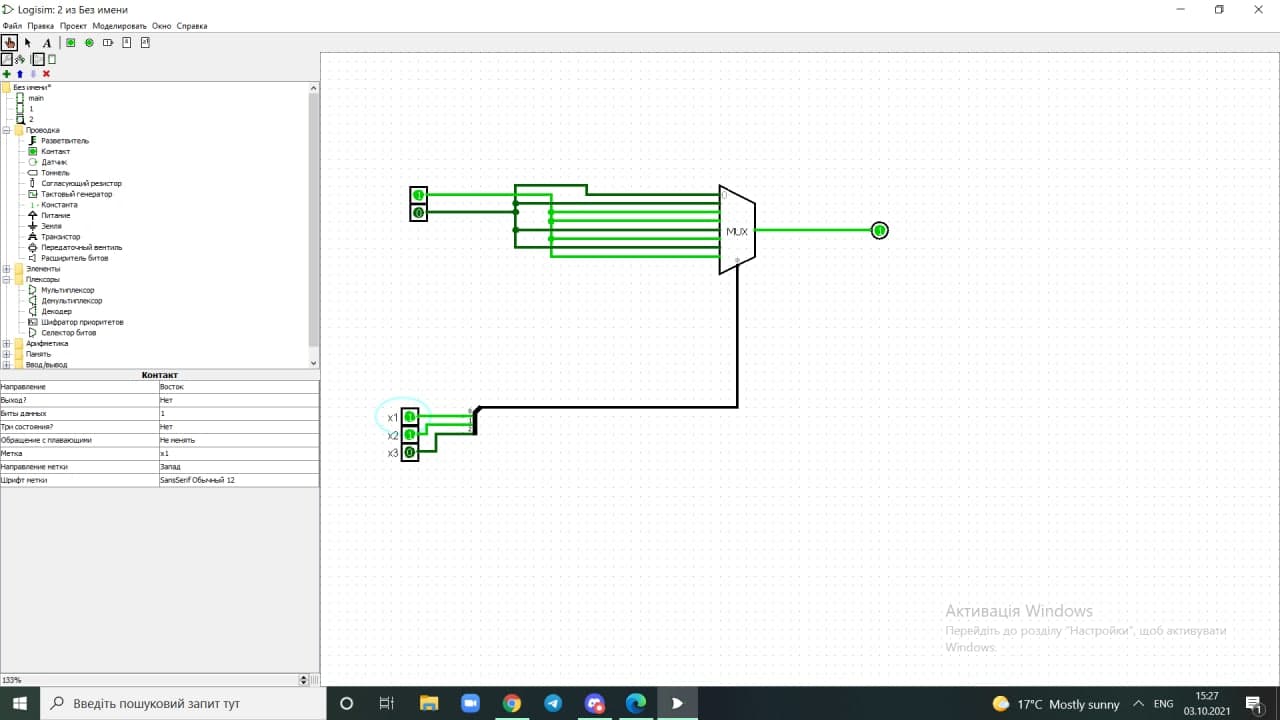 Logisim: 2 из Без имени
Файл Правка Проект Моделировать Окно Справка
A
Без имени*
main
1
2
Проводка
Разветвитель
Контакт
Датчик
Тоннель
Согласующий резистор
Тактовый генератор
Константа
Питание
Земля
Транзистор
Передаточный вентиль
Расширитель битов
Элементы
Плексоры
Мультиплексор
Демультиплексор
Декодер
Шифратор приоритетов
Селектор битов
Арифметика
Память
Ввод/вывод
Контакт
Направление Восток
Выход? Нет
Биты данных 1
Три состояния? Нет
Обращение с плавающими Не менять
Метка x1
Направление метки Запад
Шрифт метки SansSerif Обычный 12
133%
1
0
0
MUX
1
x1 1
x2 1
x3 0
0
1
2
Активація Windows
Перейдіть до розділу "Настройки", щоб активувати
Windows.
Введіть пошуковий запит тут
17°C Mostly sunny
ENG
15:27
03.10.2021
1